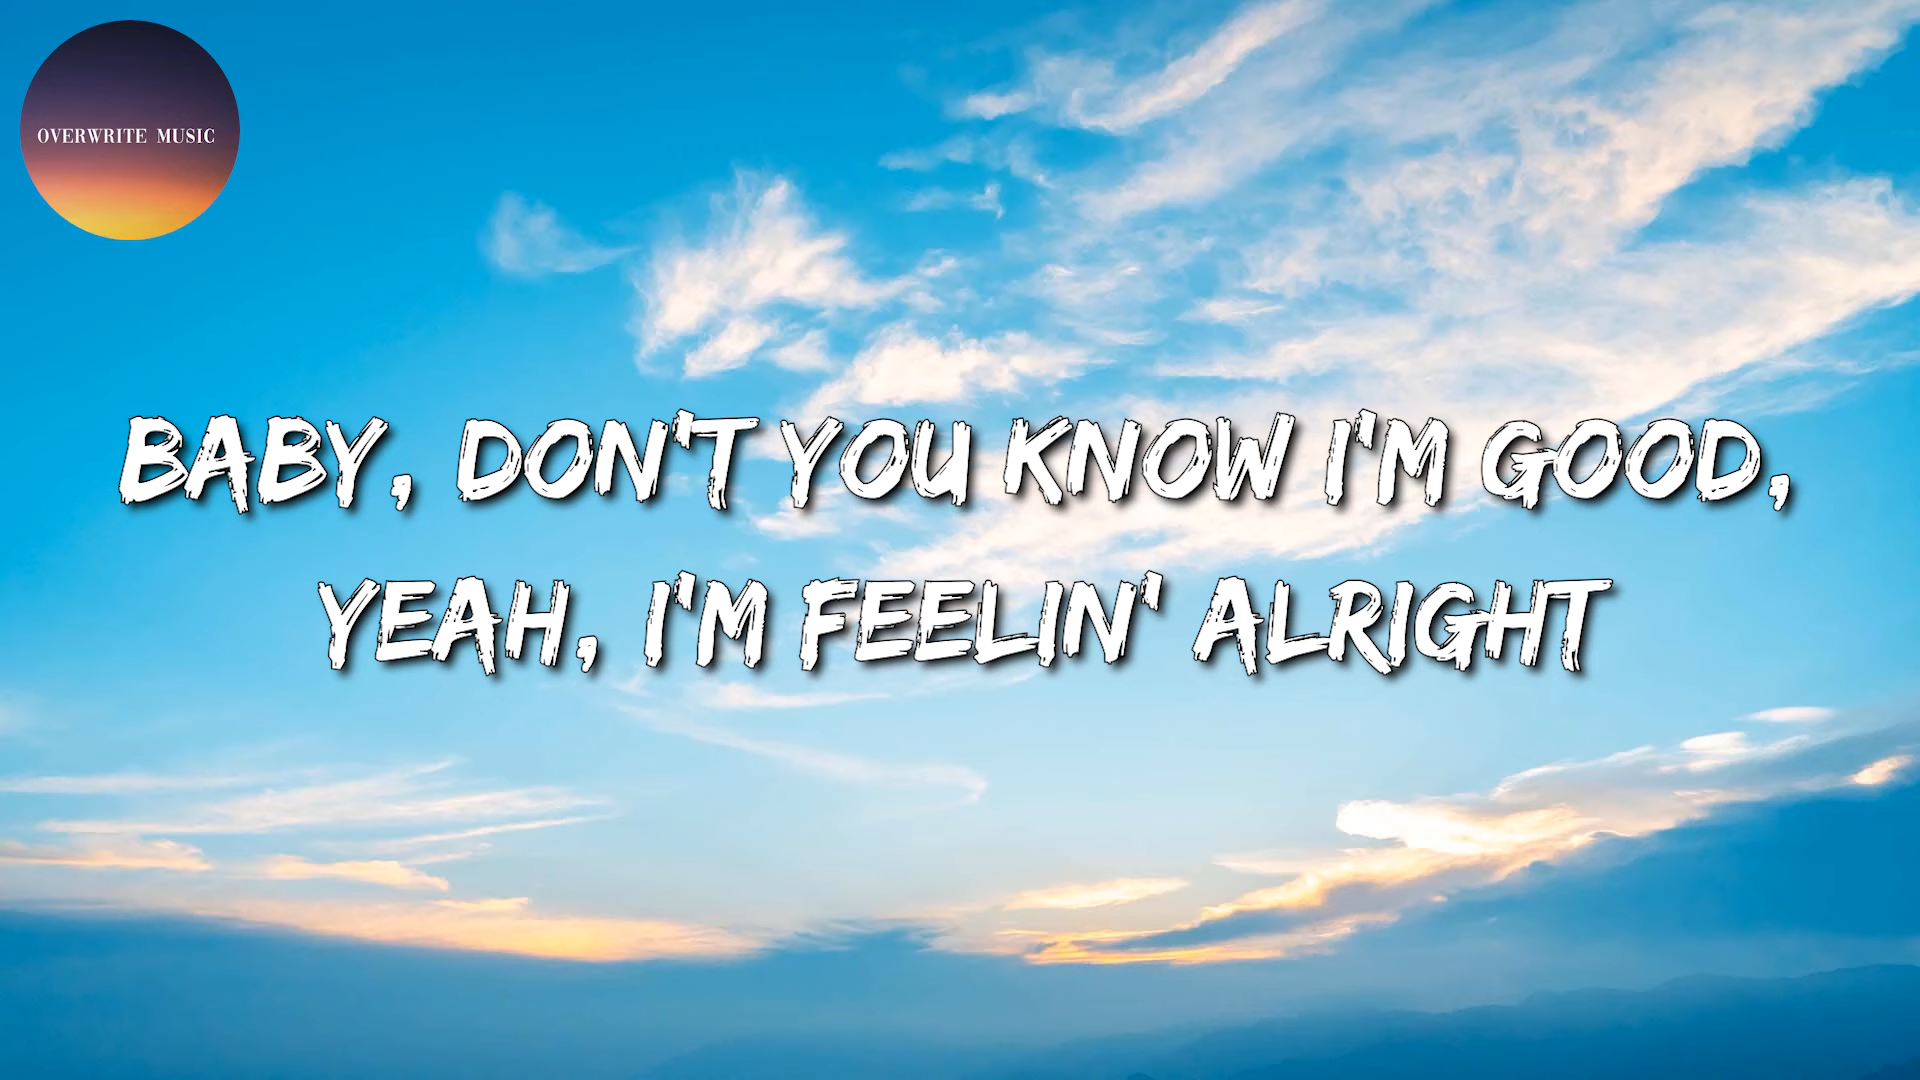 OVERWRITE MUSIC
BABY, DON'T YOU KNOW I'M GOOD,
YEAH, I'M FEELIN' ALRIGHT